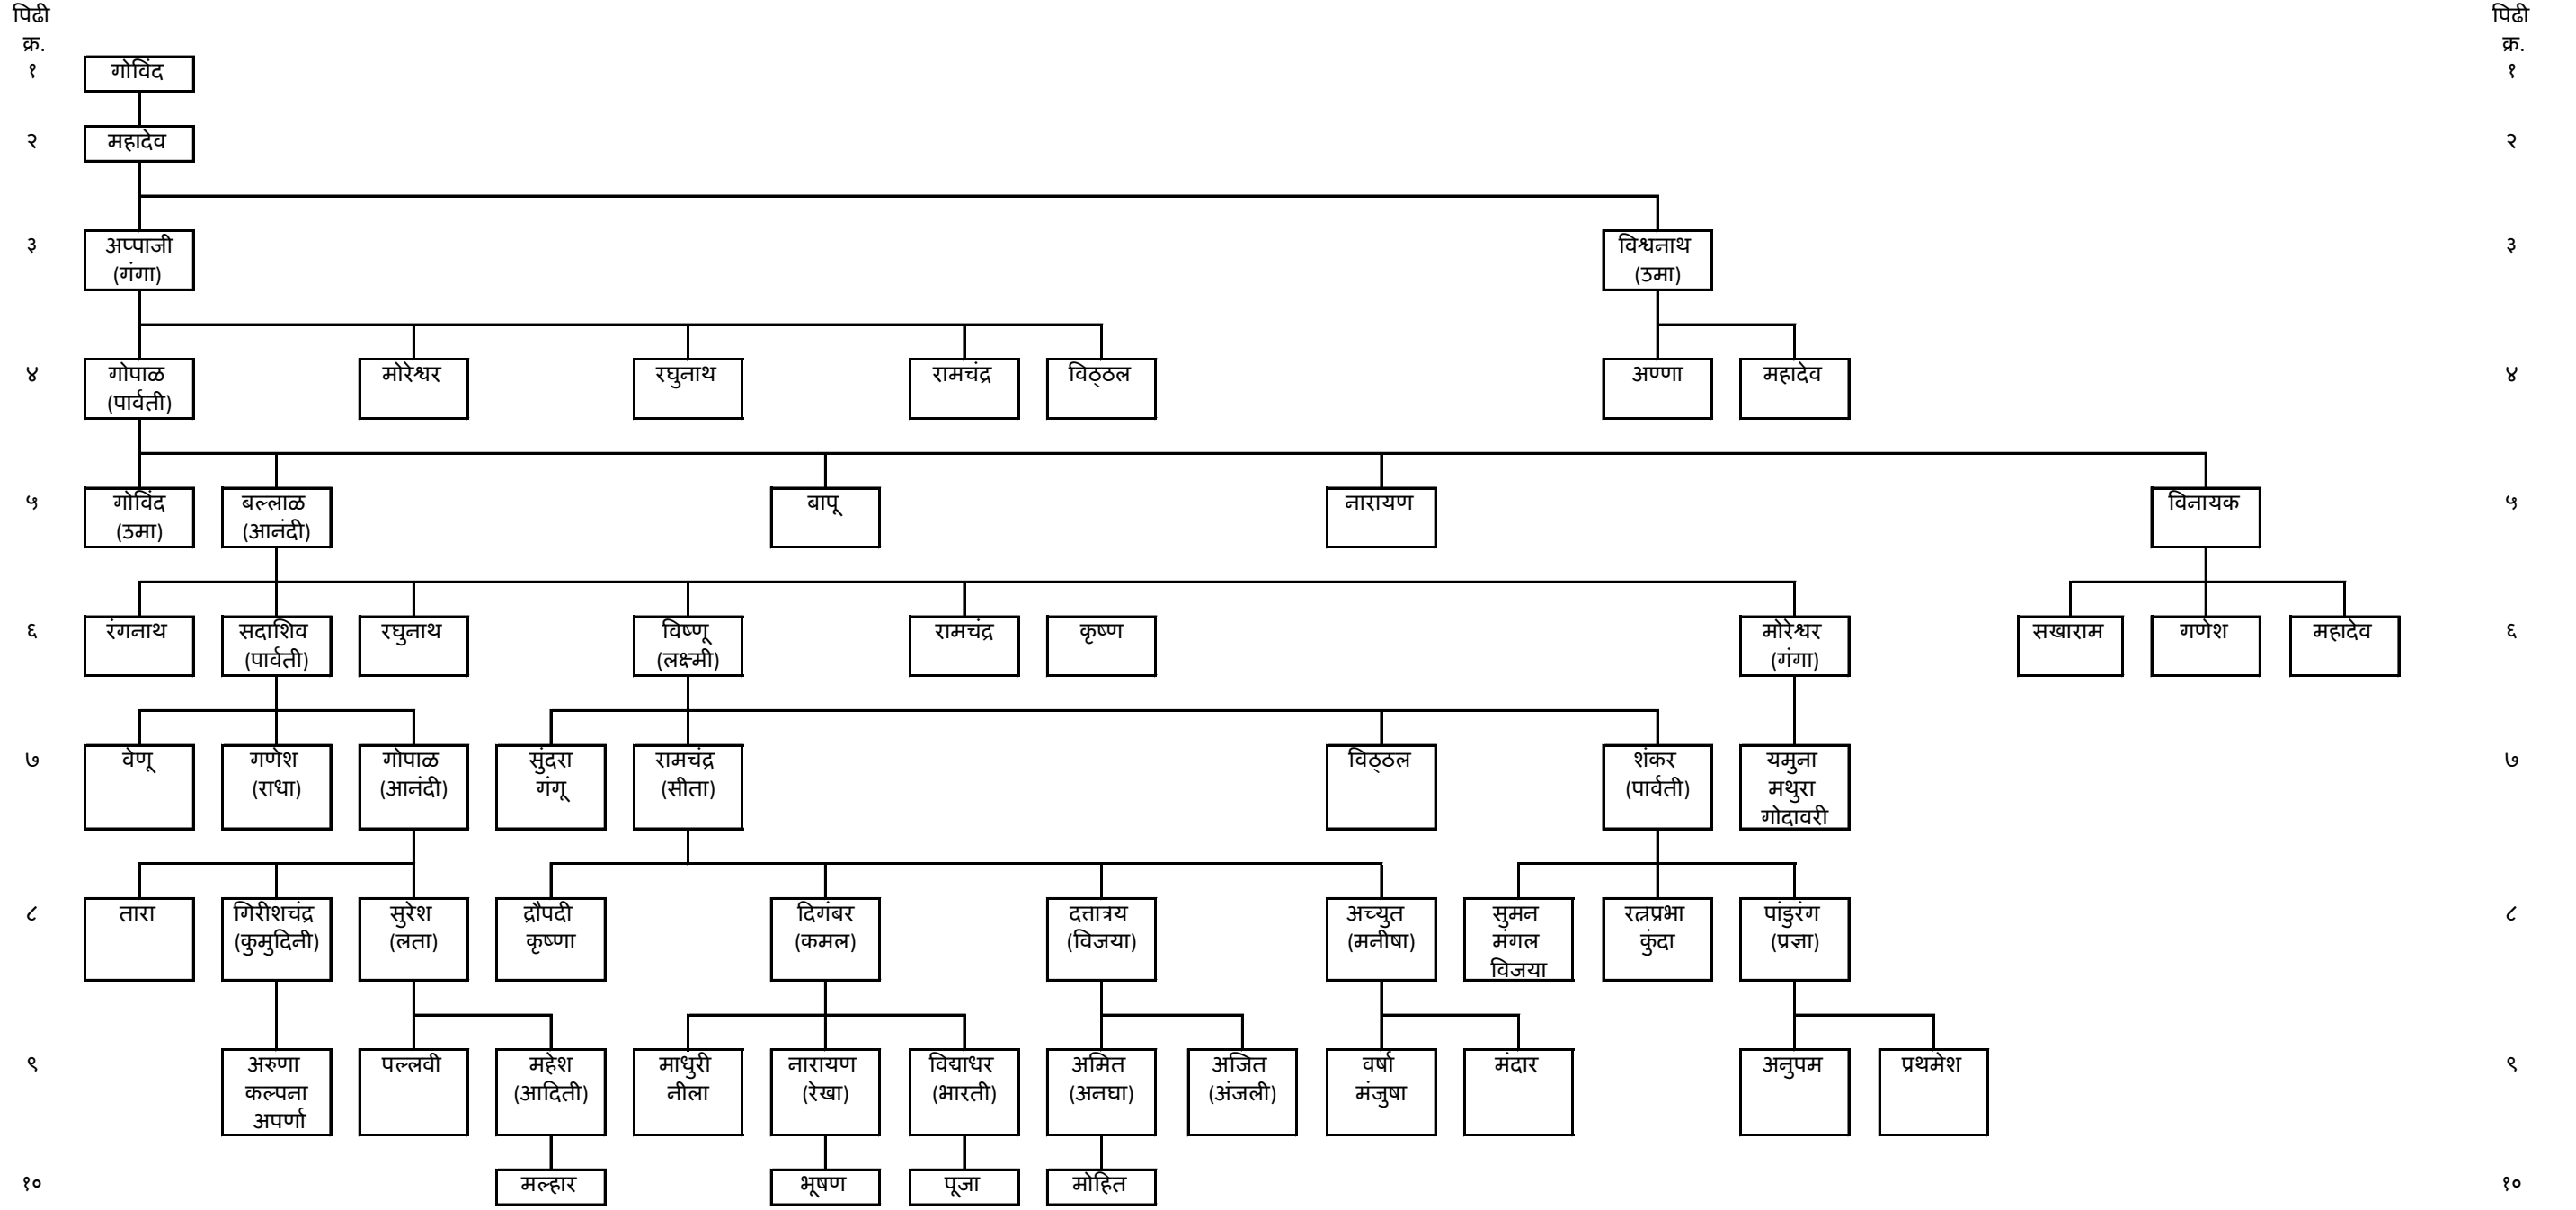 पिढी पिढी
क्र. क्र.
१ गोविंद १
२ महादेव २
३ अप्पाजी विश्वनाथ ३
(गंगा) (उमा)
४ गोपाळ मोरेश्वर रघुनाथ रामचंद्र विठ्ठल अण्णा महादेव ४
(पार्वती)
५ गोविंद बल्लाळ बापू नारायण विनायक ५
(उमा) (आनंदी)
६ रंगनाथ सदाशिव रघुनाथ विष्णू रामचंद्र कृष्ण मोरेश्वर सखाराम गणेश महादेव ६
(पार्वती) (लक्ष्मी) (गंगा)
७ वेणू गणेश गोपाळ सुंदरा रामचंद्र विठ्ठल शंकर यमुना ७
(राधा) (आनंदी) गंगू (सीता) (पार्वती) मथुरा
गोदावरी
८ तारा गिरीशचंद्र सुरेश द्रौपदी दिगंबर दत्तात्रय अच्युत सुमन रत्नप्रभा पांडुरंग ८
(कुमुदिनी) (लता) कृष्णा (कमल) (विजया) (मनीषा) मंगल कुंदा (प्रज्ञा)
विजया
९ अरुणा पल्लवी महेश माधुरी नारायण विद्याधर अमित अजित वर्षा मंदार अनुपम प्रथमेश ९
कल्पना (आदिती) नीला (रेखा) (भारती) (अनघा) (अंजली) मंजुषा
अपर्णा
१० मल्हार भूषण पूजा मोहित १०